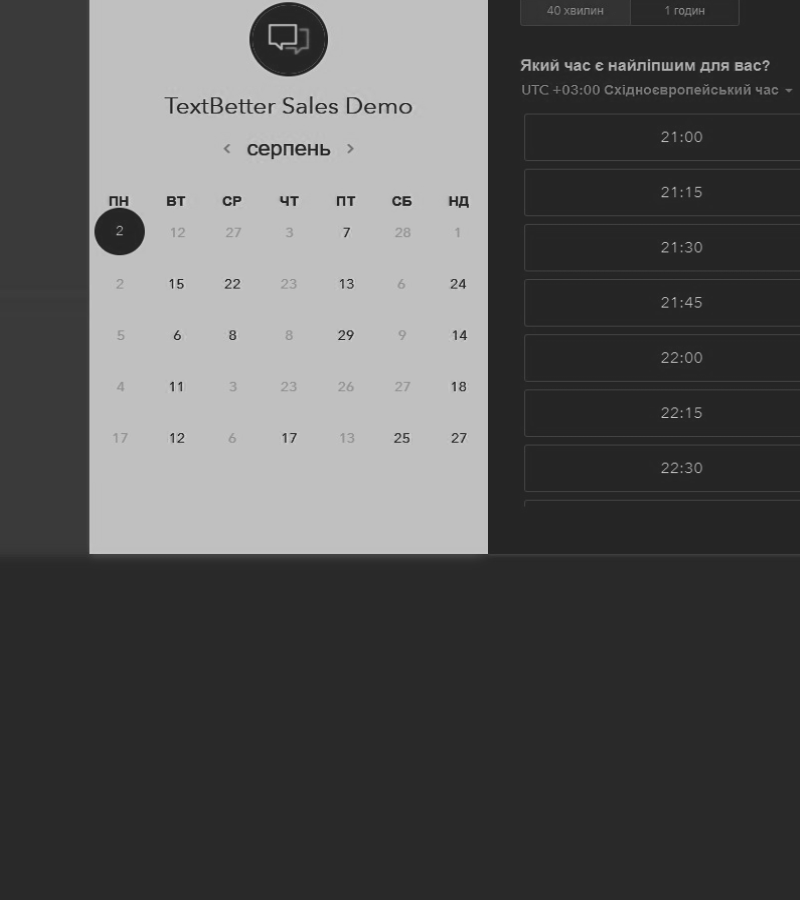 TextBetter Sales Demo
серпень
ПН ВТ СР ЧТ ПТ СБ НД
2 12 27 3 7 28 1
2 15 22 23 13 6 24
5 6 8 8 29 9 14
4 11 3 23 26 27 18
17 12 6 17 13 25 27
40 хвилин 1 годин
Який час є найліпшим для вас?
UTC +03:00 Східноєвропейський час
21:00
21:15
21:30
21:45
22:00
22:15
22:30